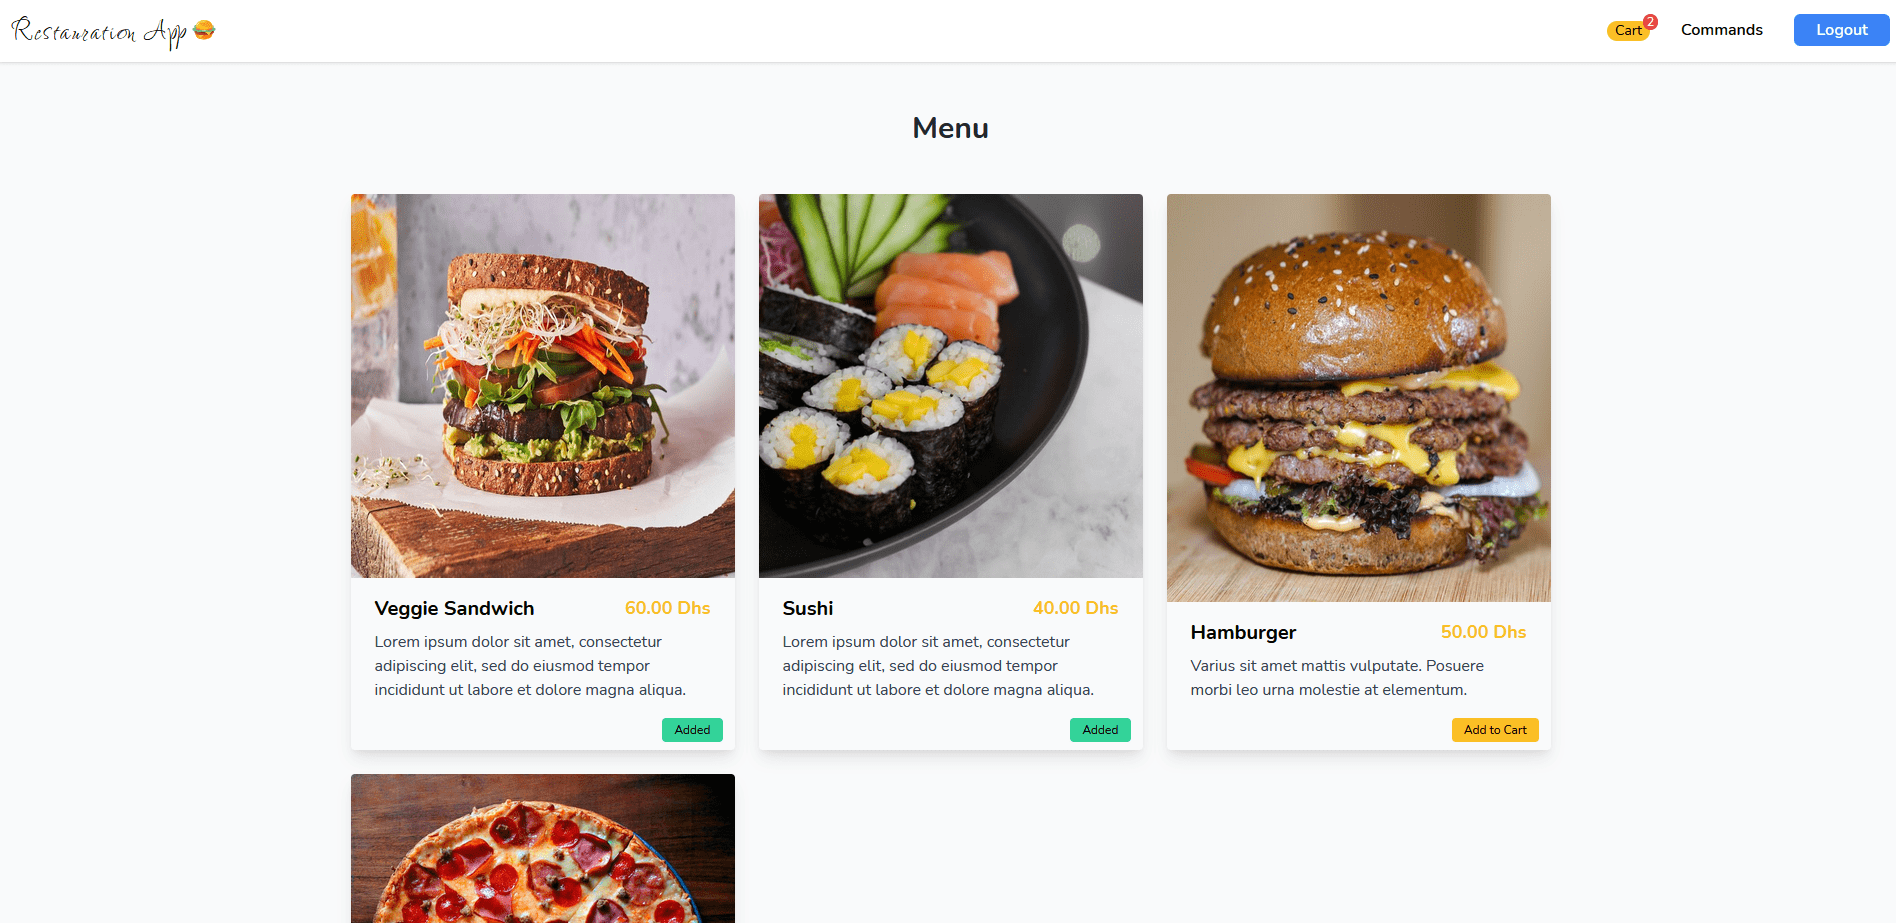 Restauration App
Cart 2
Commands
Logout
Menu
Veggie Sandwich 60.00 Dhs
Lorem ipsum dolor sit amet, consectetur
adipiscing elit, sed do eiusmod tempor
incididunt ut labore et dolore magna aliqua.
Added
Sushi 40.00 Dhs
Lorem ipsum dolor sit amet, consectetur
adipiscing elit, sed do eiusmod tempor
incididunt ut labore et dolore magna aliqua.
Added
Hamburger 50.00 Dhs
Varius sit amet mattis vulputate. Posuere
morbi leo urna molestie at elementum.
Add to Cart